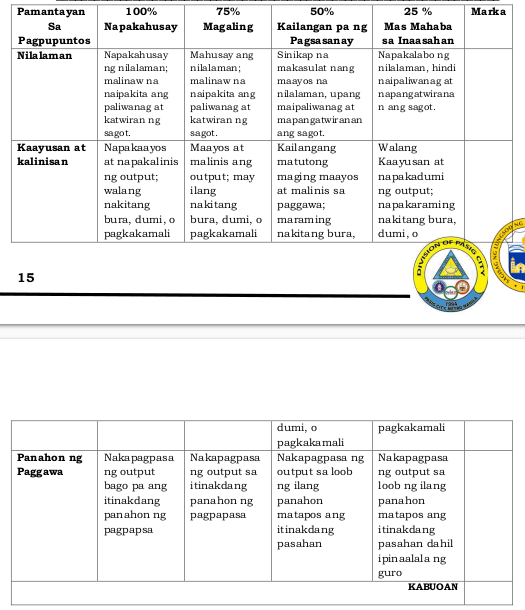 Pamantayan Sa Pagpupuntos | 100% Napakahusay | 75% Magaling | 50% Kailangan pa ng Pagsasanay | 25 % Mas Mahaba sa Inaasahan | Marka
Nilalaman | Napakahusay ng nilalaman; malinaw na naipakita ang paliwanag at katwiran ng sagot. | Mahusay ang nilalaman; malinaw na naipakita ang paliwanag at katwiran ng sagot. | Sinikap na makasulat nang maayos na nilalaman, upang maipaliwanag at mapangatwiranan ang sagot. | Napakalabo ng nilalaman, hindi naipaliwanag at napangatwirana n ang sagot.
Kaayusan at kalinisan | Napakaayos at napakalinis ng output; walang nakitang bura, dumi, o pagkakamali | Maayos at malinis ang output; may ilang nakitang bura, dumi, o pagkakamali | Kailangang matutong maging maayos at malinis sa paggawa; maraming nakitang bura, | Walang Kaayusan at napakadumi ng output; napakaraming nakitang bura, dumi, o
15
DIVISION OF PASIG CITY
1994
PASIG CITY, METRO MANILA
dumi, o pagkakamali | pagkakamali
Panahon ng Paggawa | Nakapagpasa ng output bago pa ang itinakdang panahon ng pagpapsa | Nakapagpasa ng output sa itinakdang panahon ng pagpapasa | Nakapagpasa ng output sa loob ng ilang panahon matapos ang itinakdang pasahan | Nakapagpasa ng output sa loob ng ilang panahon matapos ang itinakdang pasahan dahil ipinaalala ng guro
KABUOAN